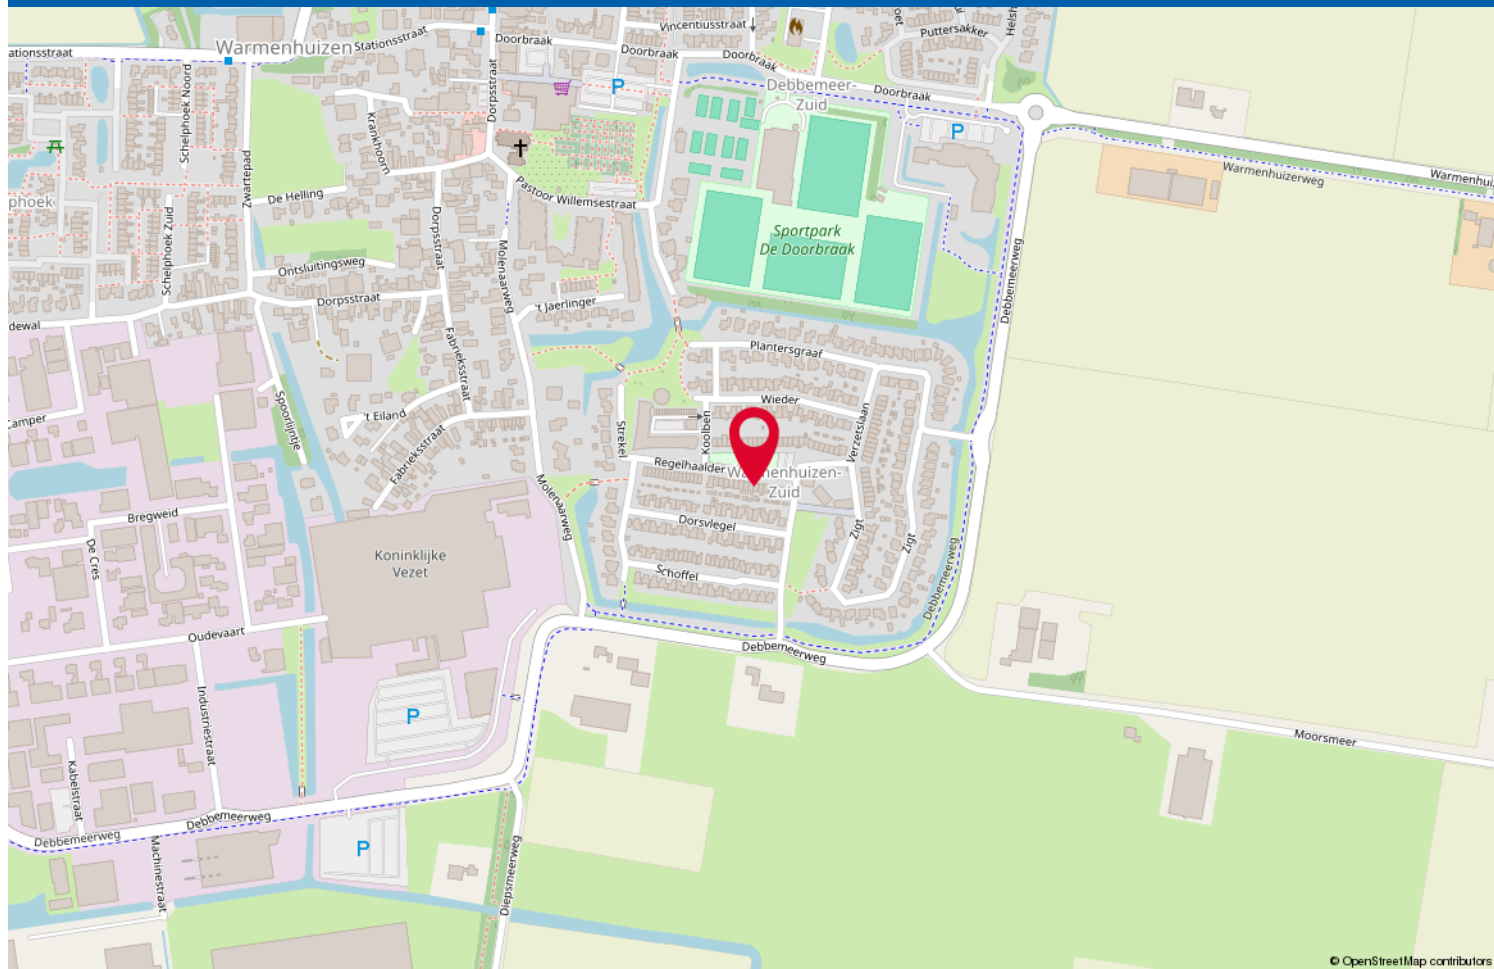 Vincentiusstraat
oet
Helsh
Puttersakker
ationsstraat
Warmenhuizen
Stationsstraat
Doorbraak
Doorbraak
Doorbraak
Dorpsstraat
P
Debbemeer-
Zuid
Doorbraak
Schelphoek Noord
Krankhoorn
P
Zwartepad
Warmenhuizerweg
Warmenhuiz
De Helling
Pastoor Willemsestraat
phoek
Schelphoek Zuid
Dorpsstraat
Sportpark
De Doorbraak
Molenaarweg
Debbemeerweg
Ontsluitingsweg
Dorpsstraat
't Jaerlinger
dewal
Fabrieksstraat
Plantersgraaf
Wieder
Camper
't Eiland
Spoorlijntje
Strekel
Koolben
Verzetslaan
Fabrieksstraat
Regelhaalder
Warmenhuizen-
Zuid
Molenaarweg
Bregweid
De Cres
Dorsvlegel
Zigt
Zigt
Koninklijke
Vezet
Schoffel
Debbemeerweg
Oudevaart
Debbemeerweg
Industriestraat
P
Moorsmeer
Kabelstraat
Debbemeerweg
Debbemeerweg
Machinestraat
P
Diepsmeerweg
© OpenStreetMap contributors